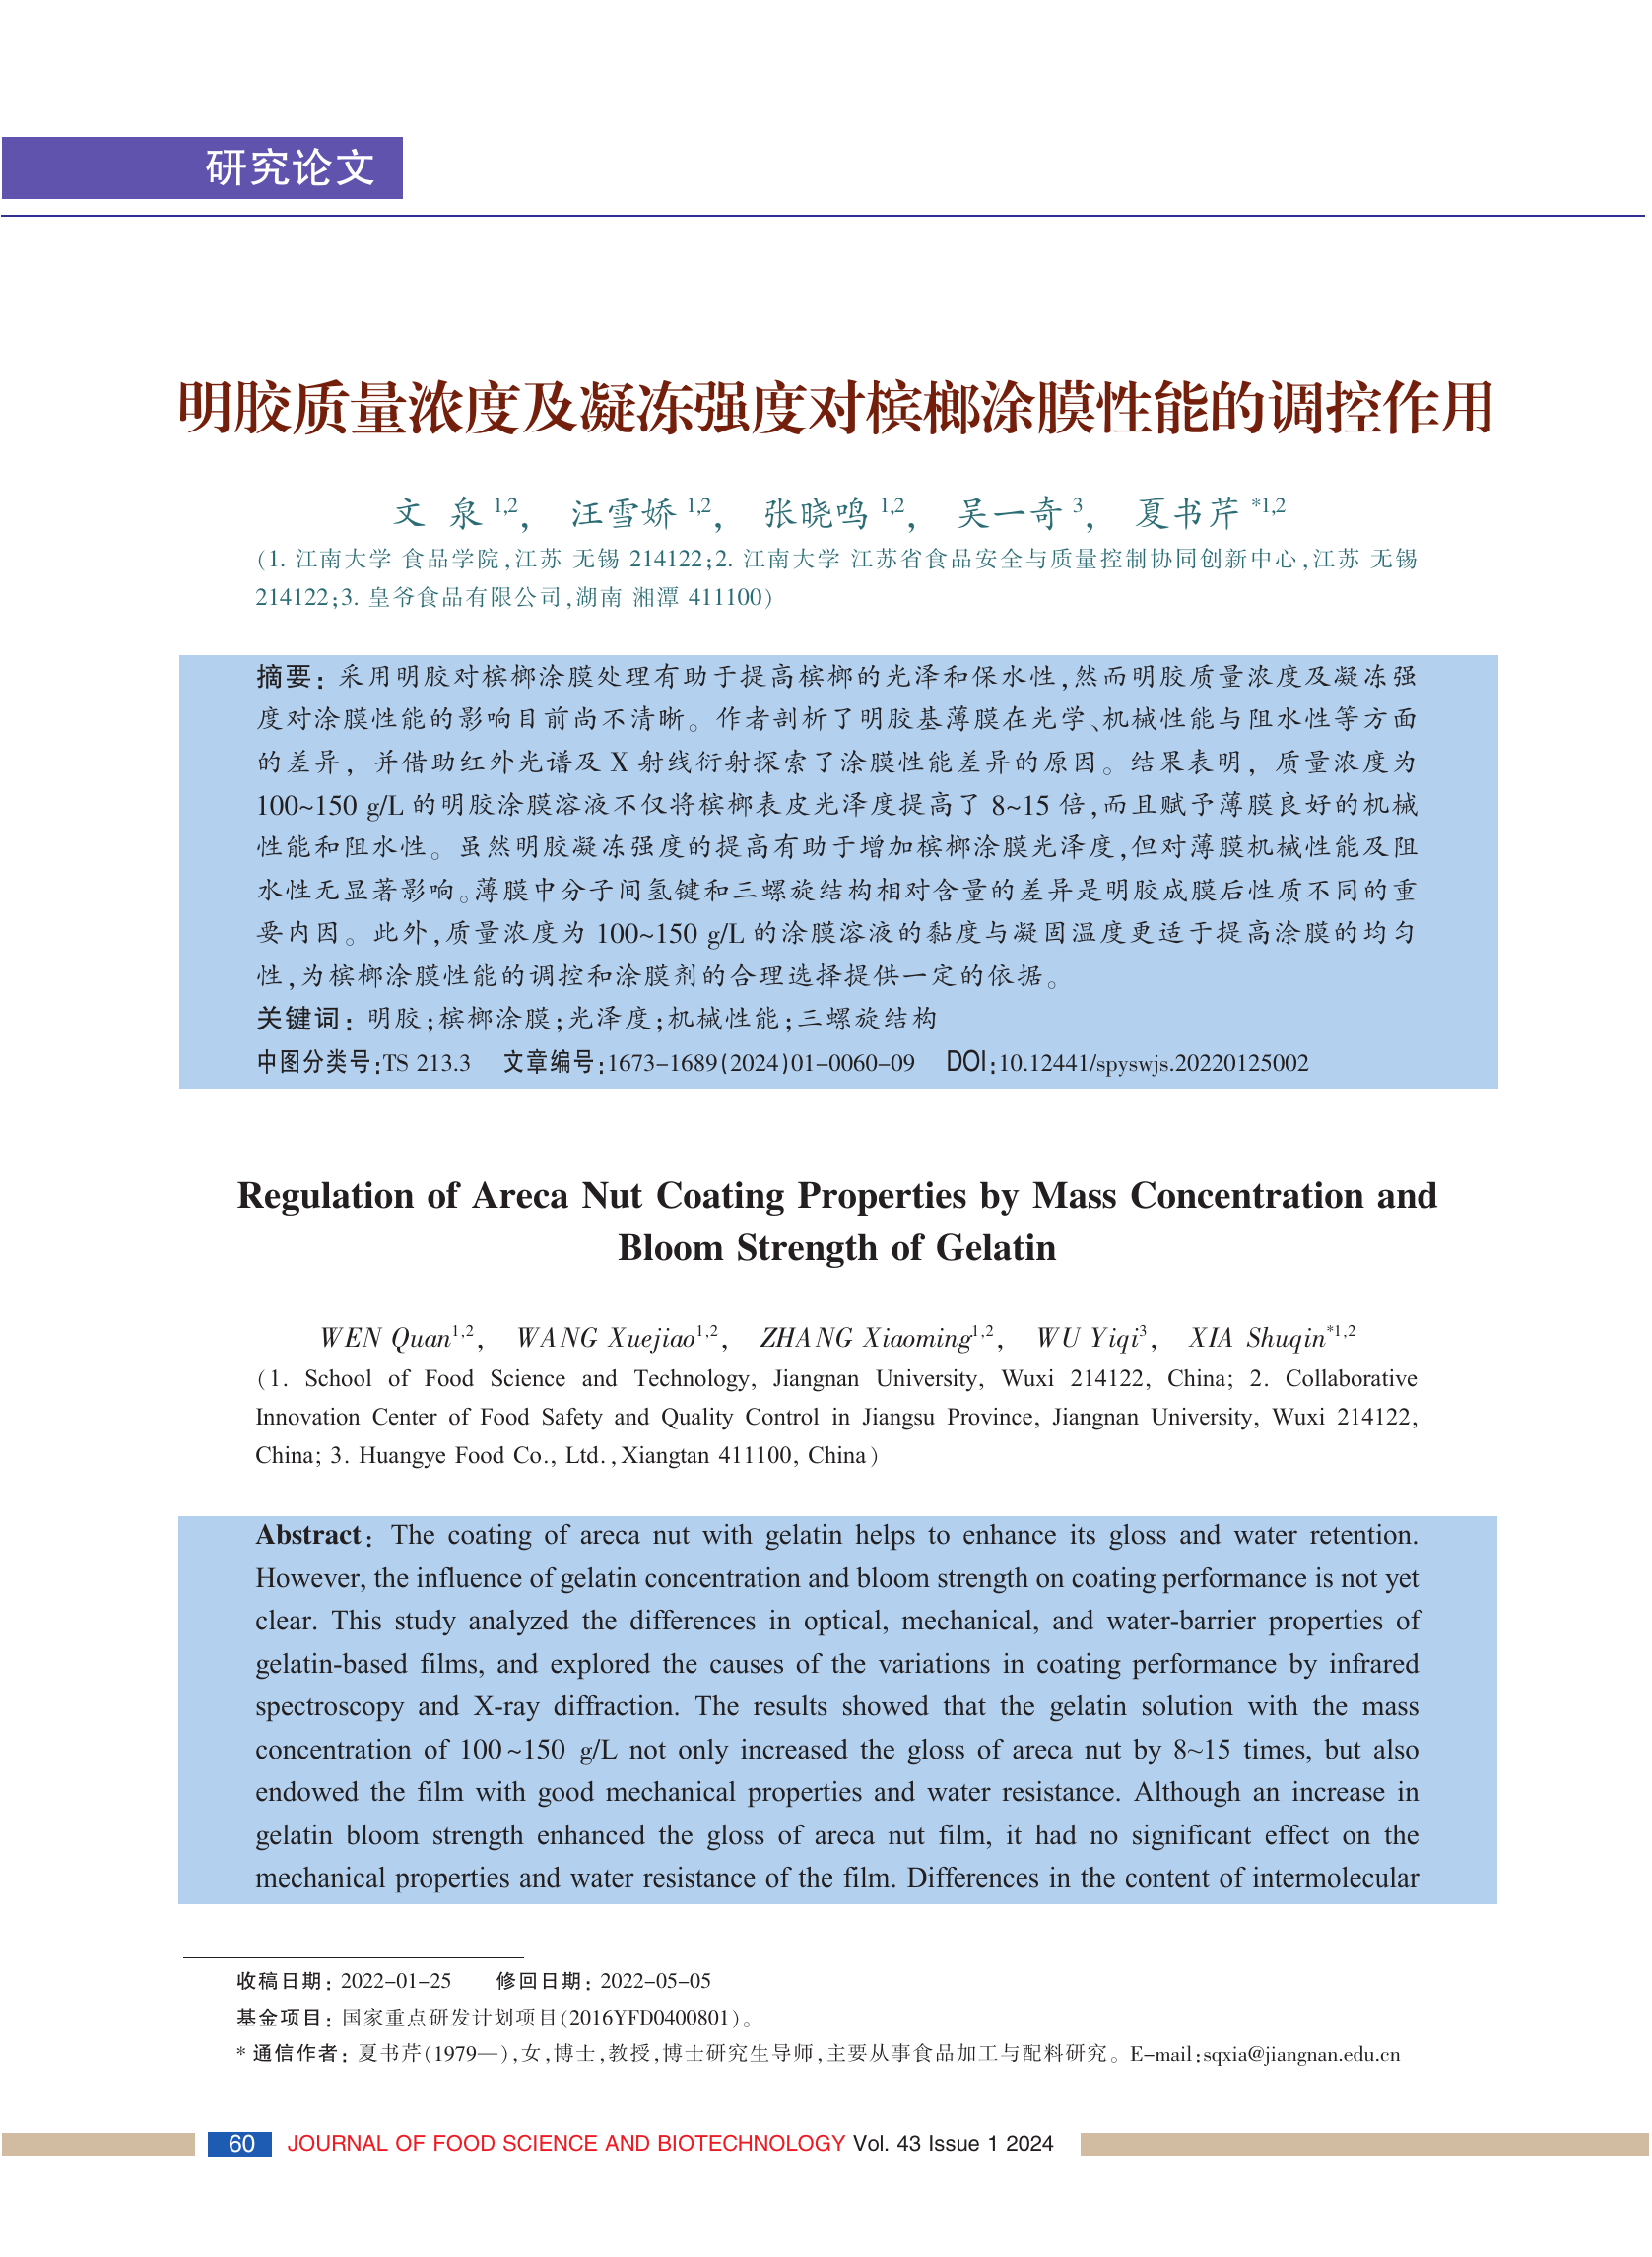 研究论文
明胶质量浓度及凝冻强度对槟榔涂膜性能的调控作用
文 泉 1,2， 汪雪娇 1,2， 张晓鸣 1,2， 吴一奇 3， 夏书芹 *1,2
(1. 江南大学 食品学院,江苏 无锡 214122;2. 江南大学 江苏省食品安全与质量控制协同创新中心,江苏 无锡
214122;3. 皇爷食品有限公司,湖南 湘潭 411100)
摘要: 采用明胶对槟榔涂膜处理有助于提高槟榔的光泽和保水性,然而明胶质量浓度及凝冻强
度对涂膜性能的影响目前尚不清晰。作者剖析了明胶基薄膜在光学、机械性能与阻水性等方面
的差异，并借助红外光谱及 X 射线衍射探索了涂膜性能差异的原因。结果表明，质量浓度为
100~150 g/L 的明胶涂膜溶液不仅将槟榔表皮光泽度提高了 8~15 倍,而且赋予薄膜良好的机械
性能和阻水性。虽然明胶凝冻强度的提高有助于增加槟榔涂膜光泽度,但对薄膜机械性能及阻
水性无显著影响。薄膜中分子间氢键和三螺旋结构相对含量的差异是明胶成膜后性质不同的重
要内因。此外,质量浓度为 100~150 g/L 的涂膜溶液的黏度与凝固温度更适于提高涂膜的均匀
性,为槟榔涂膜性能的调控和涂膜剂的合理选择提供一定的依据。
关键词: 明胶;槟榔涂膜;光泽度;机械性能;三螺旋结构
中图分类号:TS 213.3 文章编号:1673-1689(2024)01-0060-09 DOI:10.12441/spyswjs.20220125002
Regulation of Areca Nut Coating Properties by Mass Concentration and
Bloom Strength of Gelatin
WEN Quan1,2, WANG Xuejiao1,2, ZHANG Xiaoming1,2, WU Yiqi3, XIA Shuqin*1,2
(1. School of Food Science and Technology, Jiangnan University, Wuxi 214122, China; 2. Collaborative
Innovation Center of Food Safety and Quality Control in Jiangsu Province, Jiangnan University, Wuxi 214122,
China; 3. Huangye Food Co., Ltd.,Xiangtan 411100, China)
Abstract: The coating of areca nut with gelatin helps to enhance its gloss and water retention.
However, the influence of gelatin concentration and bloom strength on coating performance is not yet
clear. This study analyzed the differences in optical, mechanical, and water-barrier properties of
gelatin-based films, and explored the causes of the variations in coating performance by infrared
spectroscopy and X-ray diffraction. The results showed that the gelatin solution with the mass
concentration of 100~150 g/L not only increased the gloss of areca nut by 8~15 times, but also
endowed the film with good mechanical properties and water resistance. Although an increase in
gelatin bloom strength enhanced the gloss of areca nut film, it had no significant effect on the
mechanical properties and water resistance of the film. Differences in the content of intermolecular
收稿日期: 2022-01-25 修回日期: 2022-05-05
基金项目: 国家重点研发计划项目(2016YFD0400801)。
* 通信作者: 夏书芹(1979—),女,博士,教授,博士研究生导师,主要从事食品加工与配料研究。E-mail:sqxia@jiangnan.edu.cn
60 JOURNAL OF FOOD SCIENCE AND BIOTECHNOLOGY Vol. 43 Issue 1 2024